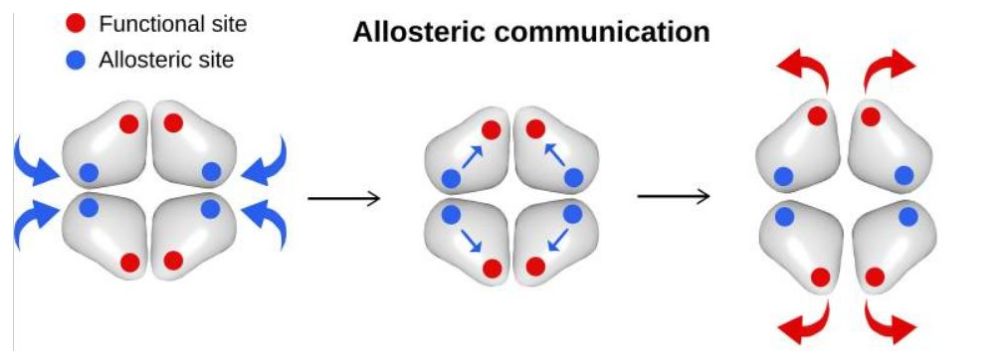 Functional site
Allosteric communication
Allosteric site